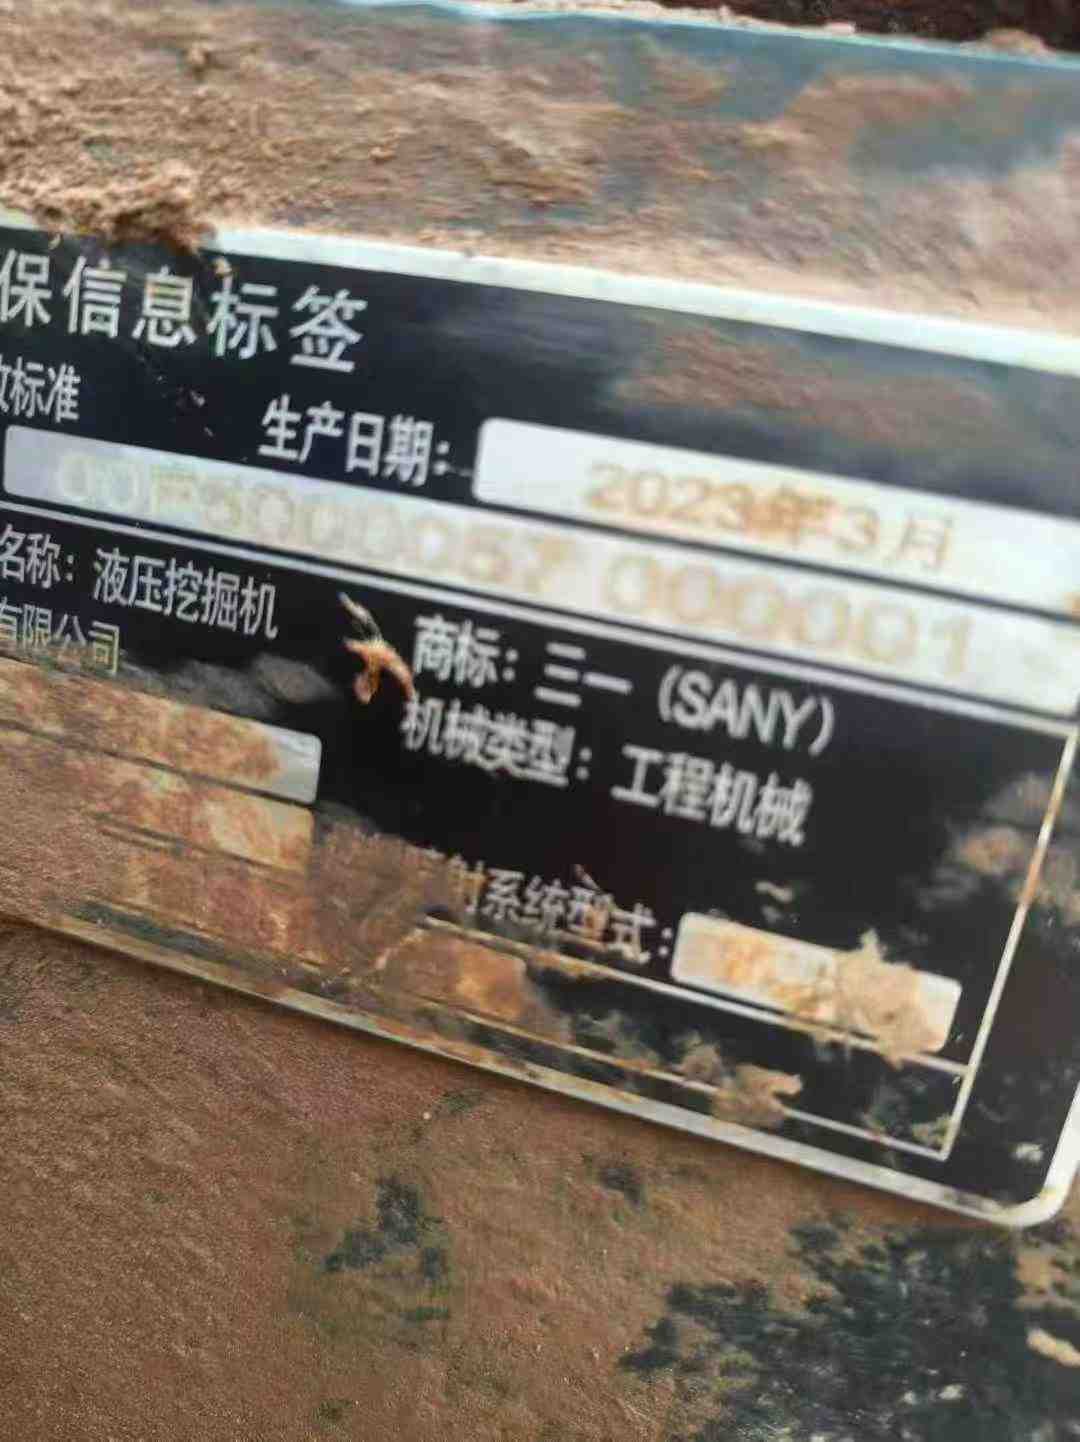 保信息标签
标准 生产日期： 2023年3月
000001
名称：液压挖掘机 商标：三一（SANY）
有限公司
机械类型：工程机械
射系统型式：